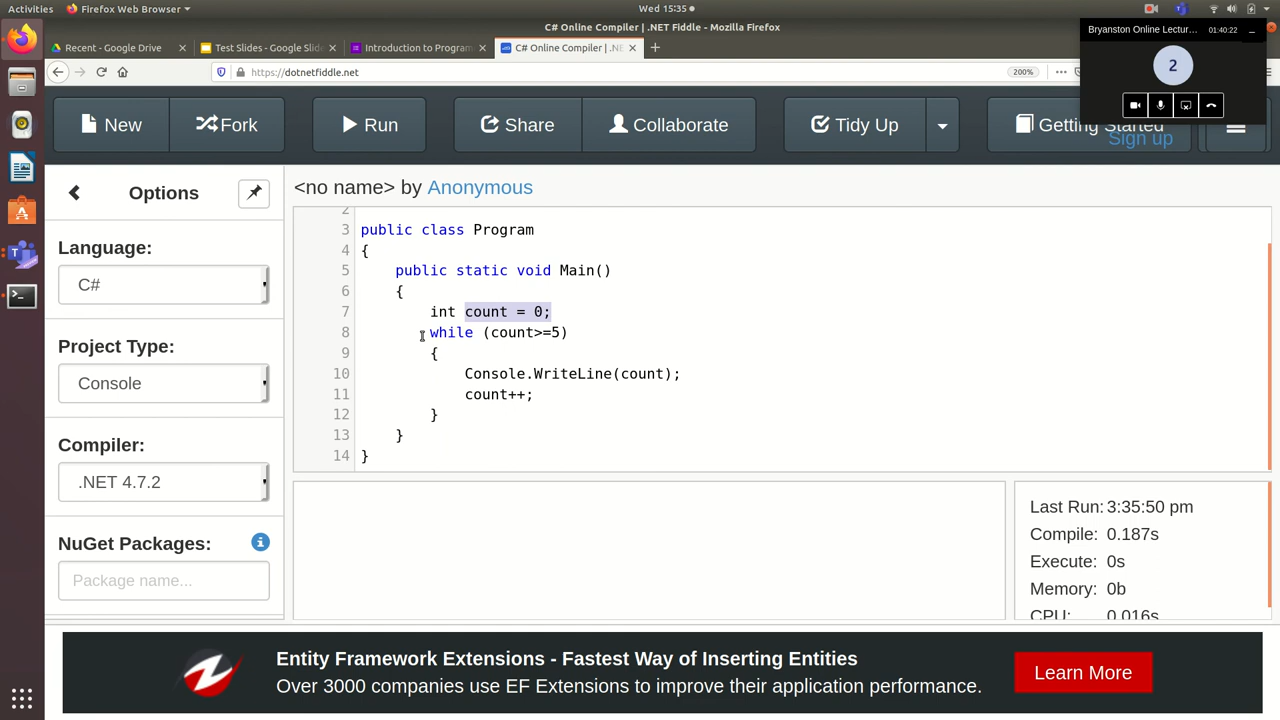 Activities
Firefox Web Browser
Wed 15:35
C# Online Compiler | .NET Fiddle - Mozilla Firefox
Recent - Google Drive
Test Slides - Google Slid
Introduction to Program
C# Online Compiler | .NE
https://dotnetfiddle.net
200%
Bryanston Online Lectur... 01:40:22
2
New
Fork
Run
Share
Collaborate
Tidy Up
Getting Started
Sign up
Options
<no name> by Anonymous
Language:
C#
Project Type:
Console
Compiler:
.NET 4.7.2
NuGet Packages:
Package name...
2
3 public class Program
4 {
5 public static void Main()
6 {
7 int count = 0;
8 while (count>=5)
9 {
10 Console.WriteLine(count);
11 count++;
12 }
13 }
14 }
Last Run: 3:35:50 pm
Compile: 0.187s
Execute: 0s
Memory: 0b
CPU: 0.016s
Entity Framework Extensions - Fastest Way of Inserting Entities
Over 3000 companies use EF Extensions to improve their application performance.
Learn More